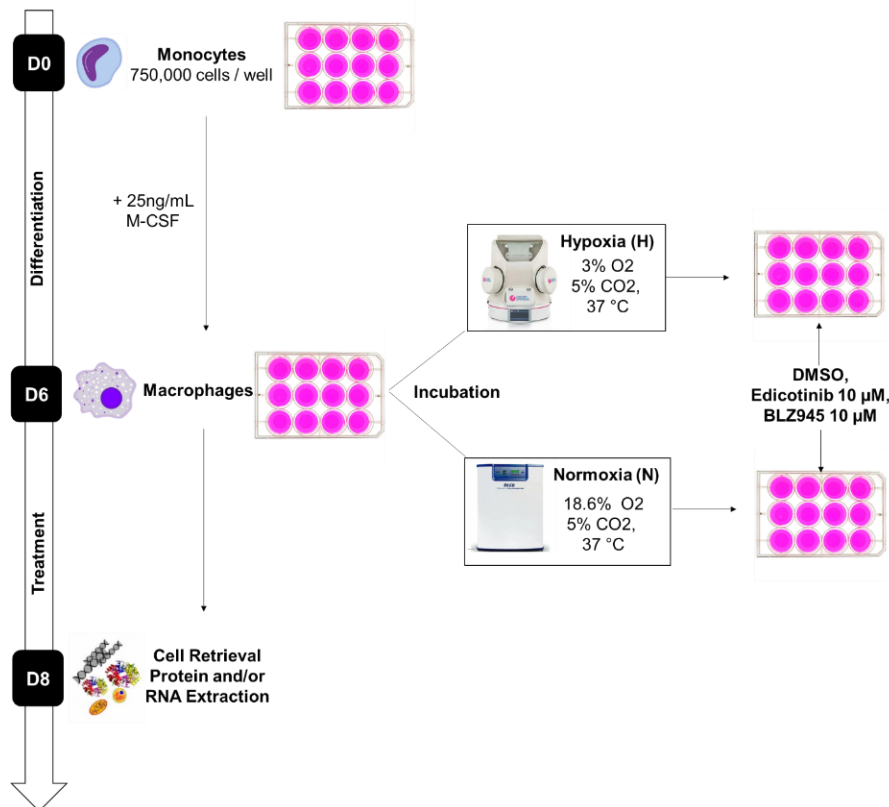 D0
Monocytes
750,000 cells / well
Differentiation
+ 25ng/mL
M-CSF
Hypoxia (H)
3% O2
5% CO2,
37 °C
D6
Macrophages
Incubation
DMSO,
Edicotinib 10 µM,
BLZ945 10 µM
Normoxia (N)
18.6% O2
5% CO2,
37 °C
Treatment
D8
Cell Retrieval
Protein and/or
RNA Extraction